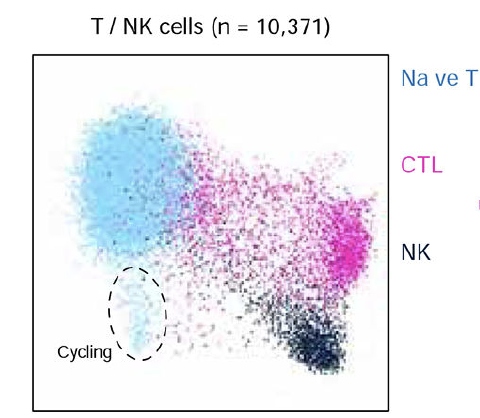 T / NK cells (n = 10,371)
Na ve T
CTL
NK
Cycling